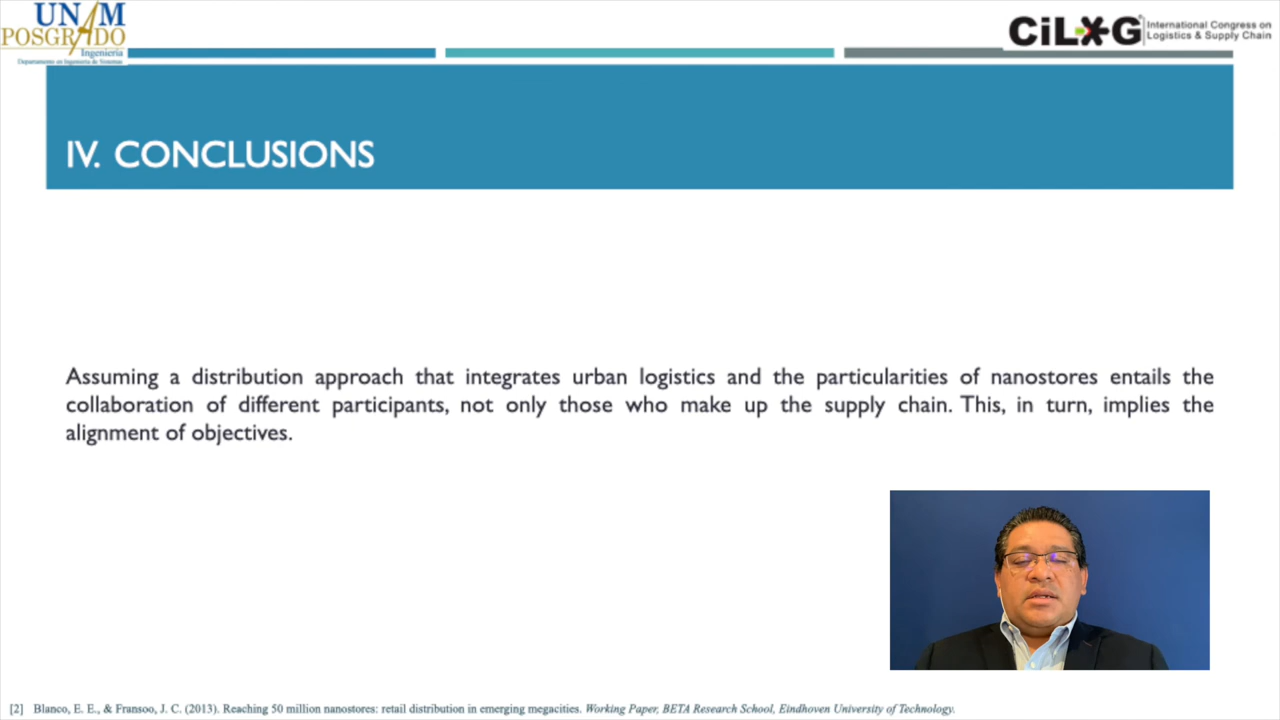 UNAM
POSGRADO
Ingeniería
Departamento en Ingeniería de Sistemas
CiLOG
International Congress on
Logistics & Supply Chain
IV. CONCLUSIONS
Assuming a distribution approach that integrates urban logistics and the particularities of nanostores entails the
collaboration of different participants, not only those who make up the supply chain. This, in turn, implies the
alignment of objectives.
[2] Blanco, E. E., & Fransoo, J. C. (2013). Reaching 50 million nanostores: retail distribution in emerging megacities. Working Paper, BETA Research School, Eindhoven University of Technology.